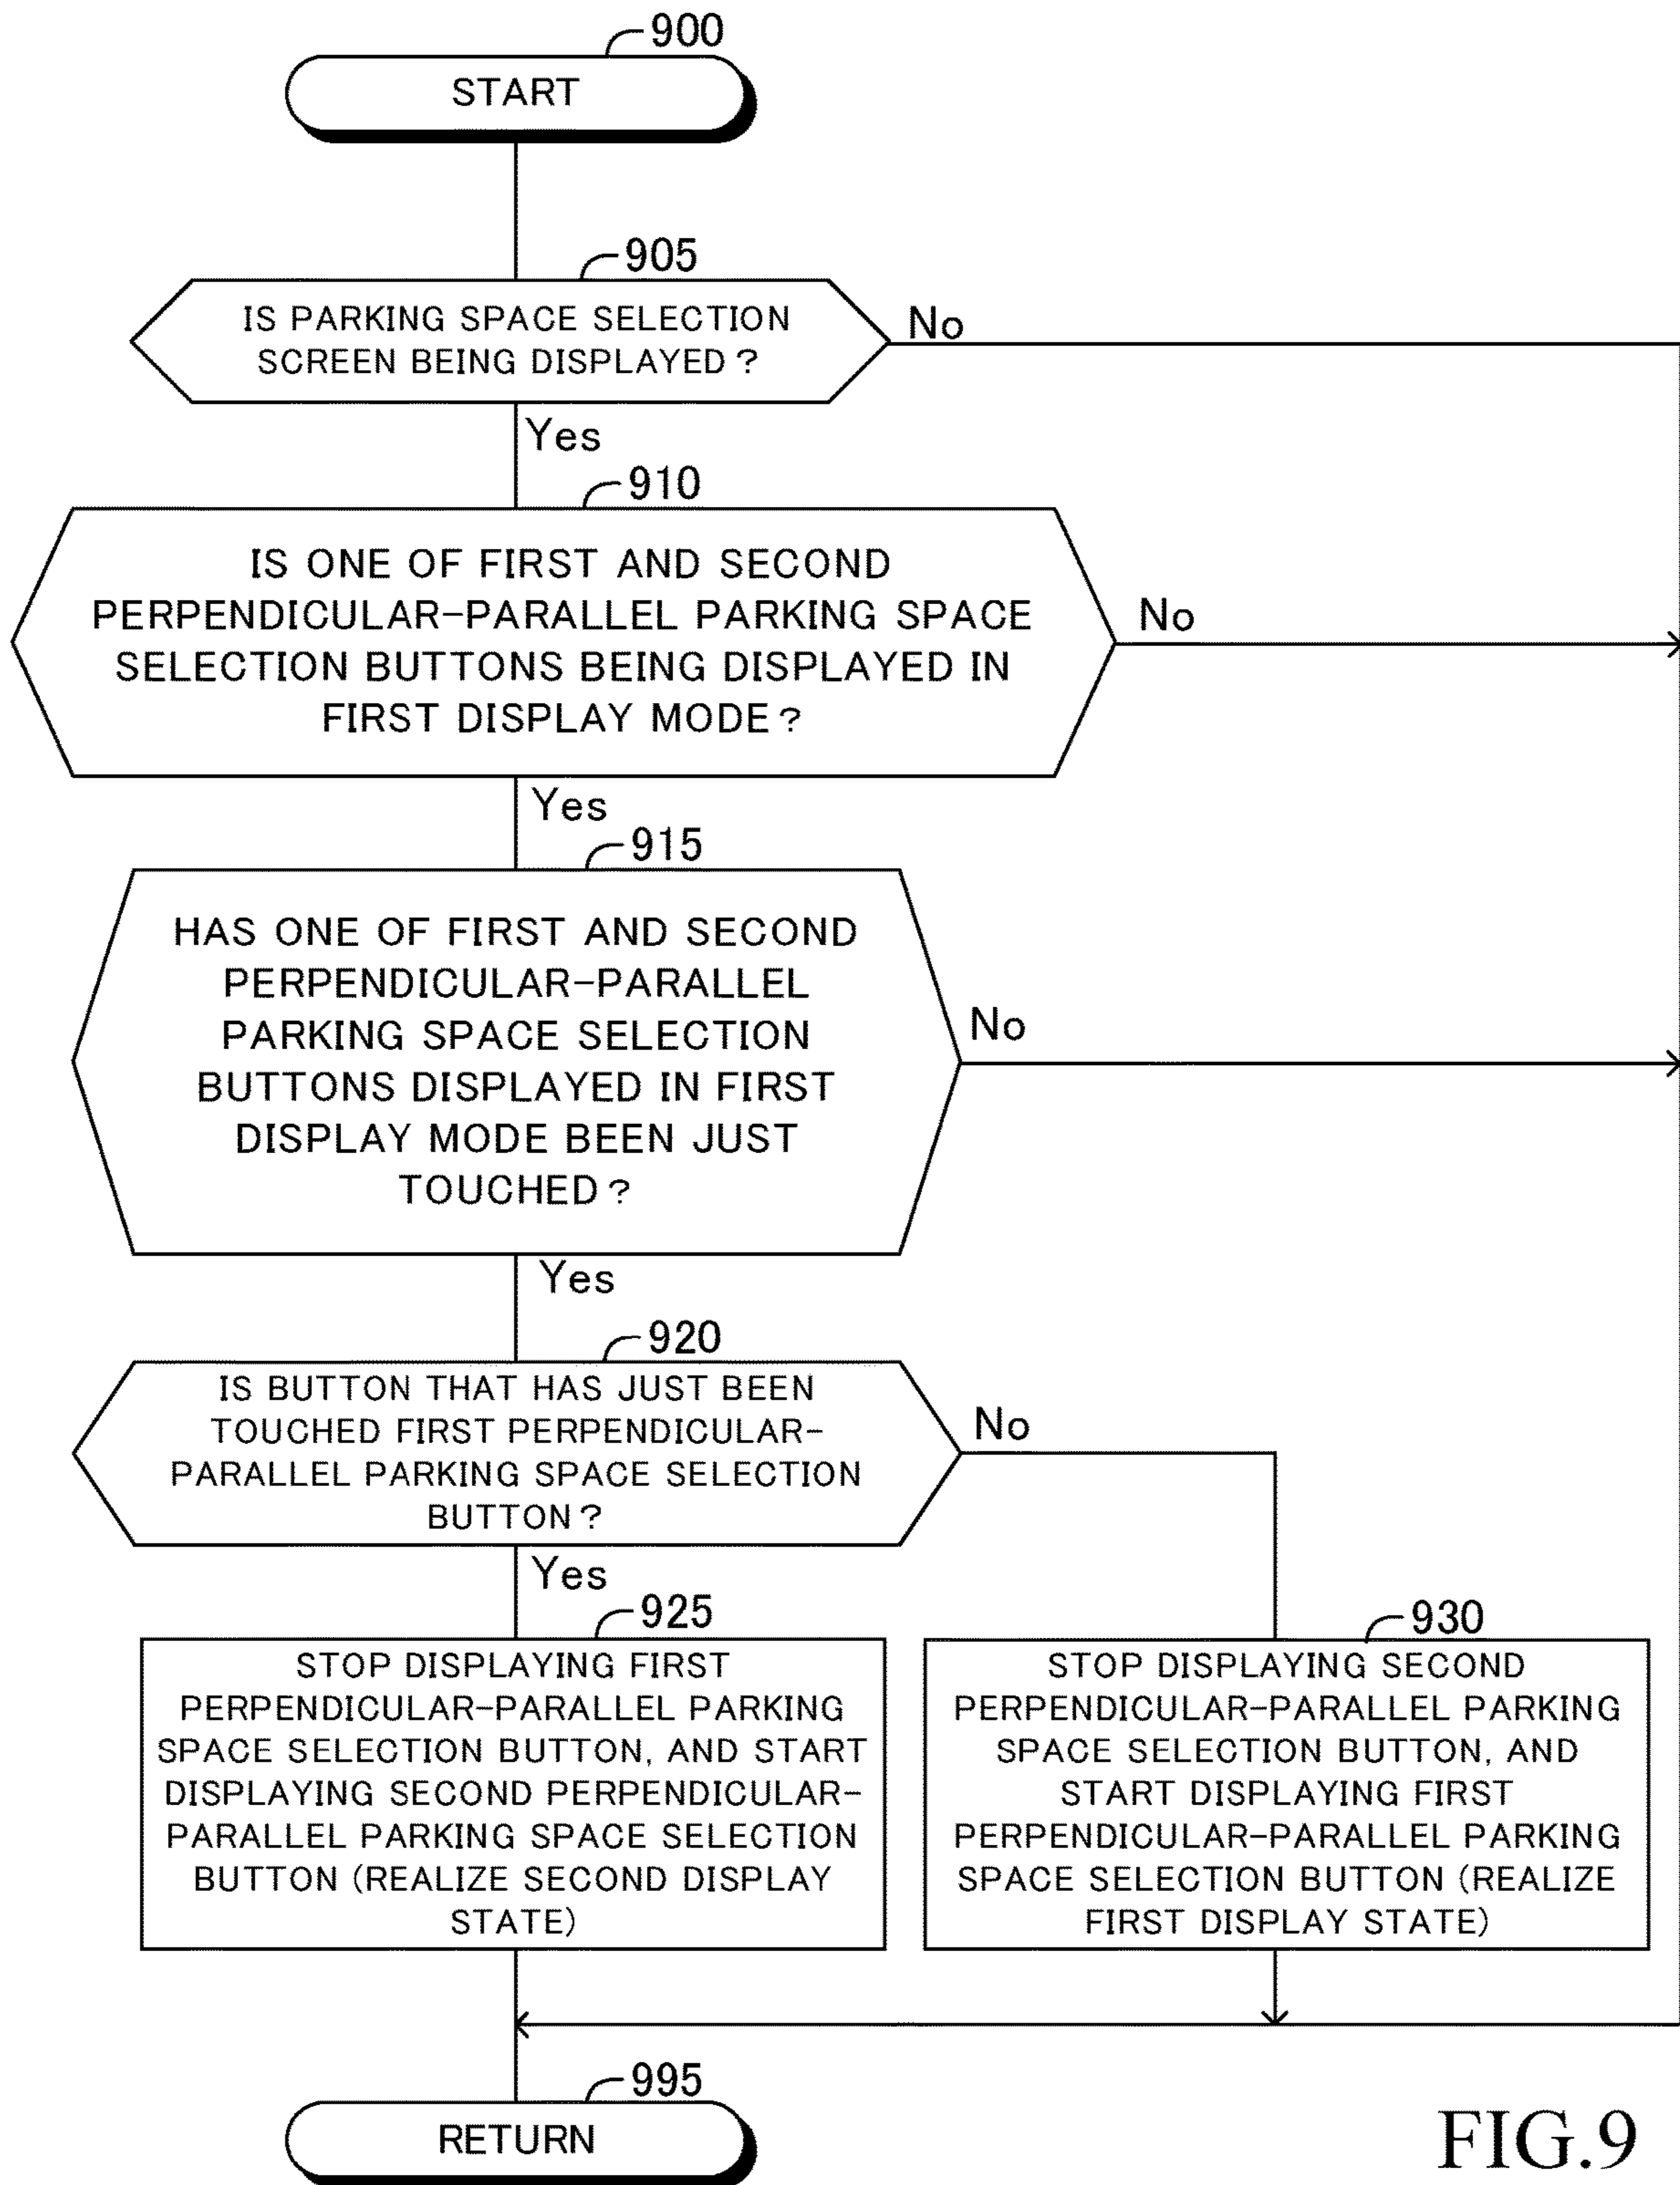 900
START
905
IS PARKING SPACE SELECTION
SCREEN BEING DISPLAYED?
No
Yes
910
IS ONE OF FIRST AND SECOND
PERPENDICULAR-PARALLEL PARKING SPACE
SELECTION BUTTONS BEING DISPLAYED IN
FIRST DISPLAY MODE?
No
Yes
915
HAS ONE OF FIRST AND SECOND
PERPENDICULAR-PARALLEL
PARKING SPACE SELECTION
BUTTONS DISPLAYED IN FIRST
DISPLAY MODE BEEN JUST
TOUCHED?
No
Yes
920
IS BUTTON THAT HAS JUST BEEN
TOUCHED FIRST PERPENDICULAR-
PARALLEL PARKING SPACE SELECTION
BUTTON?
No
Yes
925
STOP DISPLAYING FIRST
PERPENDICULAR-PARALLEL PARKING
SPACE SELECTION BUTTON, AND START
DISPLAYING SECOND PERPENDICULAR-
PARALLEL PARKING SPACE SELECTION
BUTTON (REALIZE SECOND DISPLAY
STATE)
930
STOP DISPLAYING SECOND
PERPENDICULAR-PARALLEL PARKING
SPACE SELECTION BUTTON, AND
START DISPLAYING FIRST
PERPENDICULAR-PARALLEL PARKING
SPACE SELECTION BUTTON (REALIZE
FIRST DISPLAY STATE)
995
RETURN
FIG.9